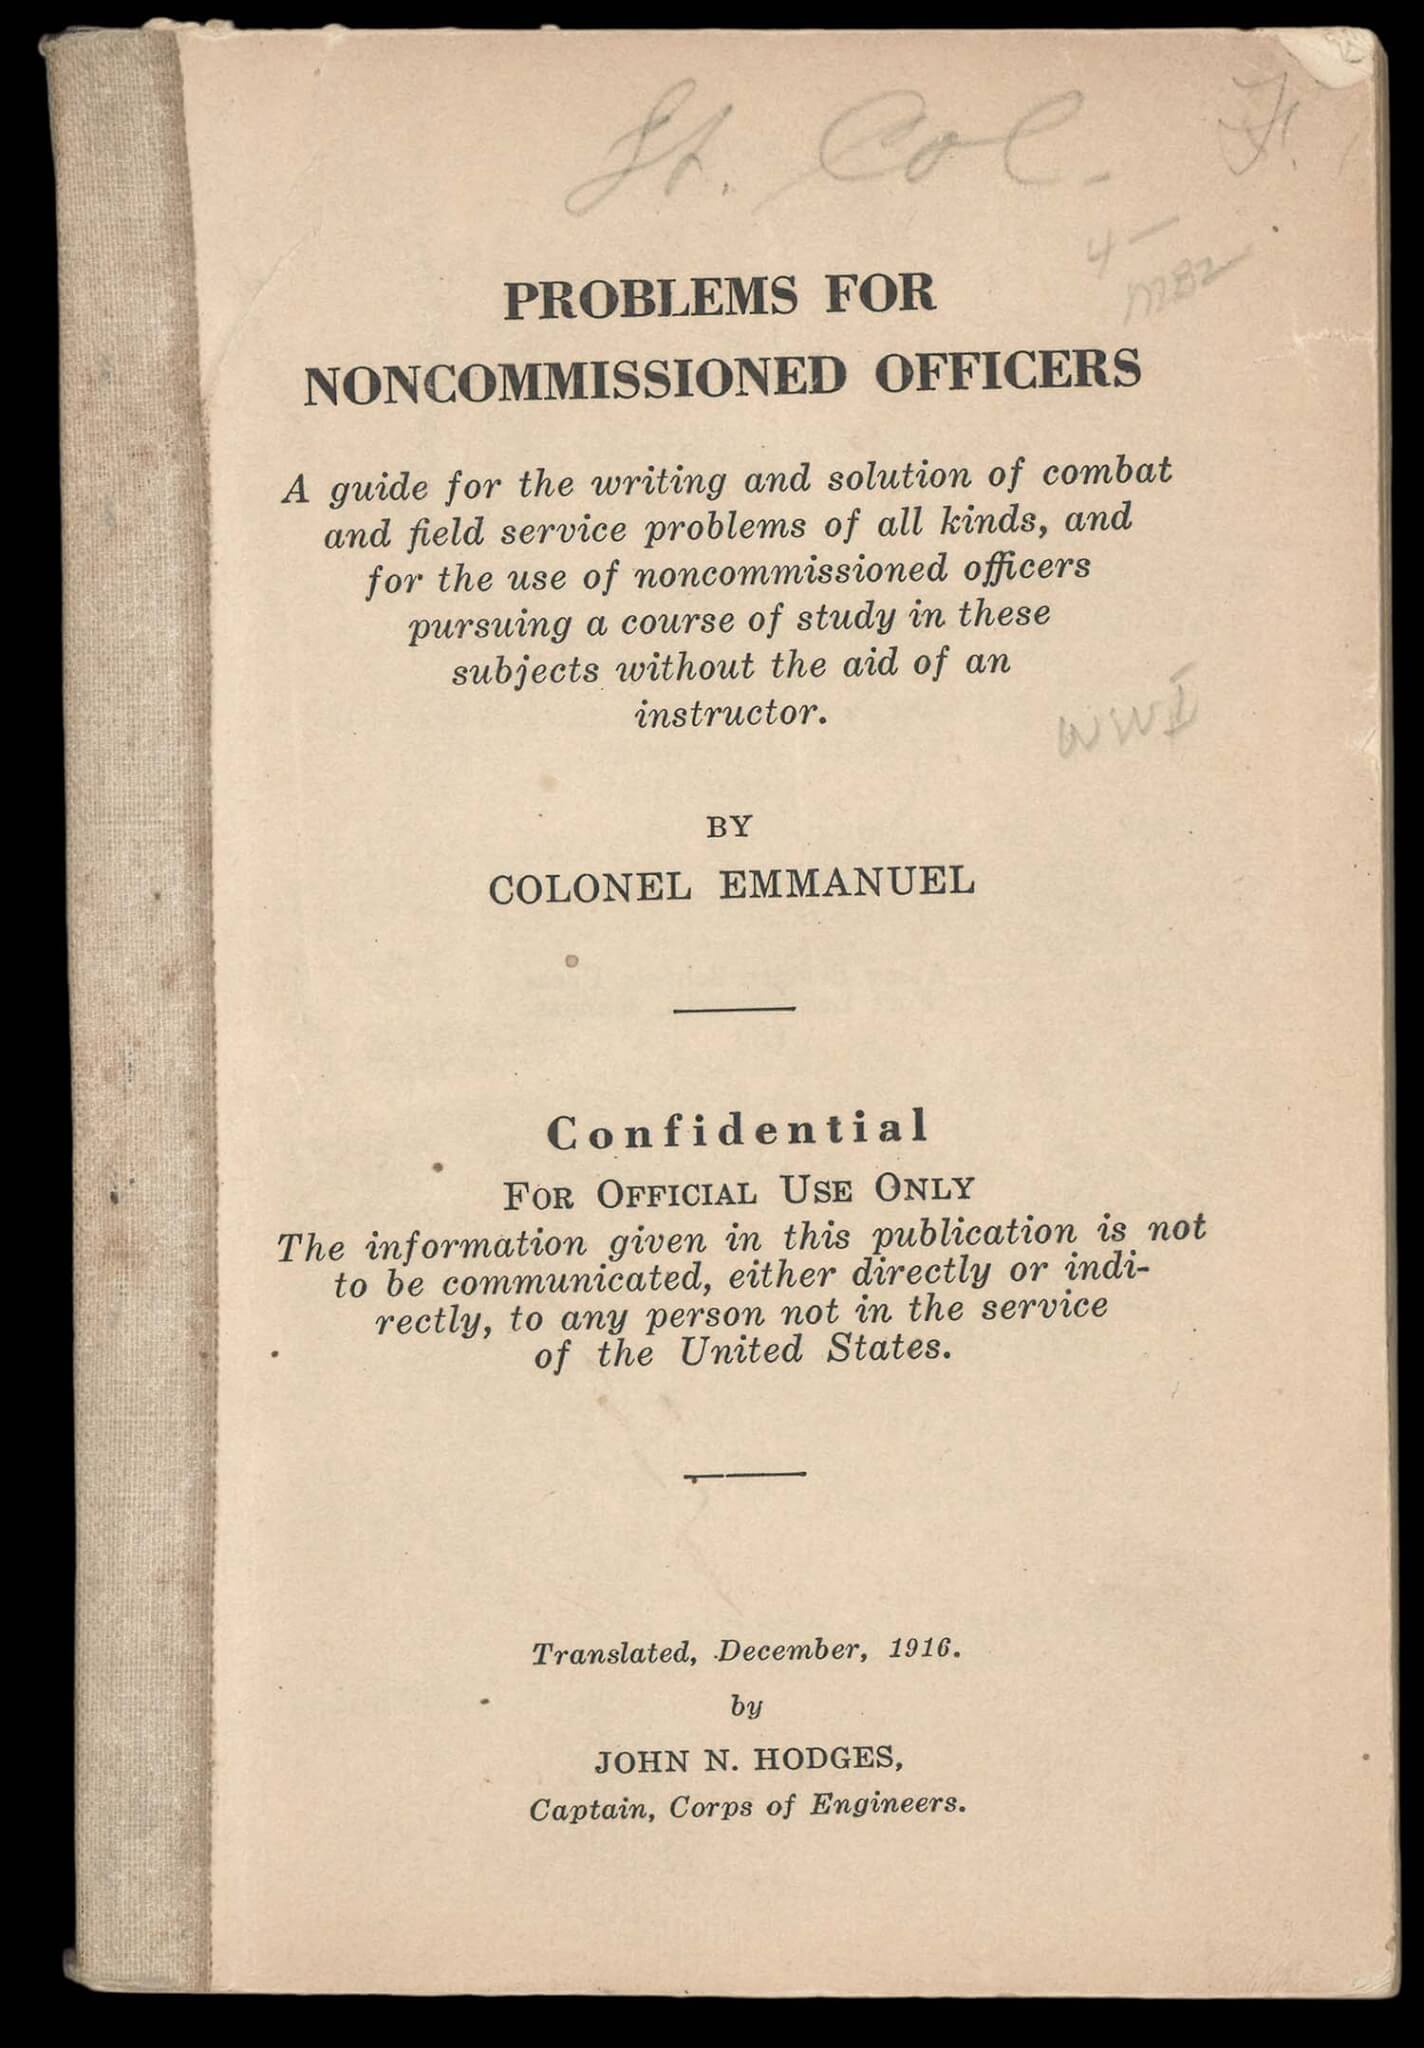 St. Col. F.
4 -
PROBLEMS FOR
NONCOMMISSIONED OFFICERS
A guide for the writing and solution of combat
and field service problems of all kinds, and
for the use of noncommissioned officers
pursuing a course of study in these
subjects without the aid of an
instructor.
WWI
BY
COLONEL EMMANUEL
Confidential
FOR OFFICIAL USE ONLY
The information given in this publication is not
to be communicated, either directly or indi-
rectly, to any person not in the service
of the United States.
Translated, December, 1916.
by
JOHN N. HODGES,
Captain, Corps of Engineers.